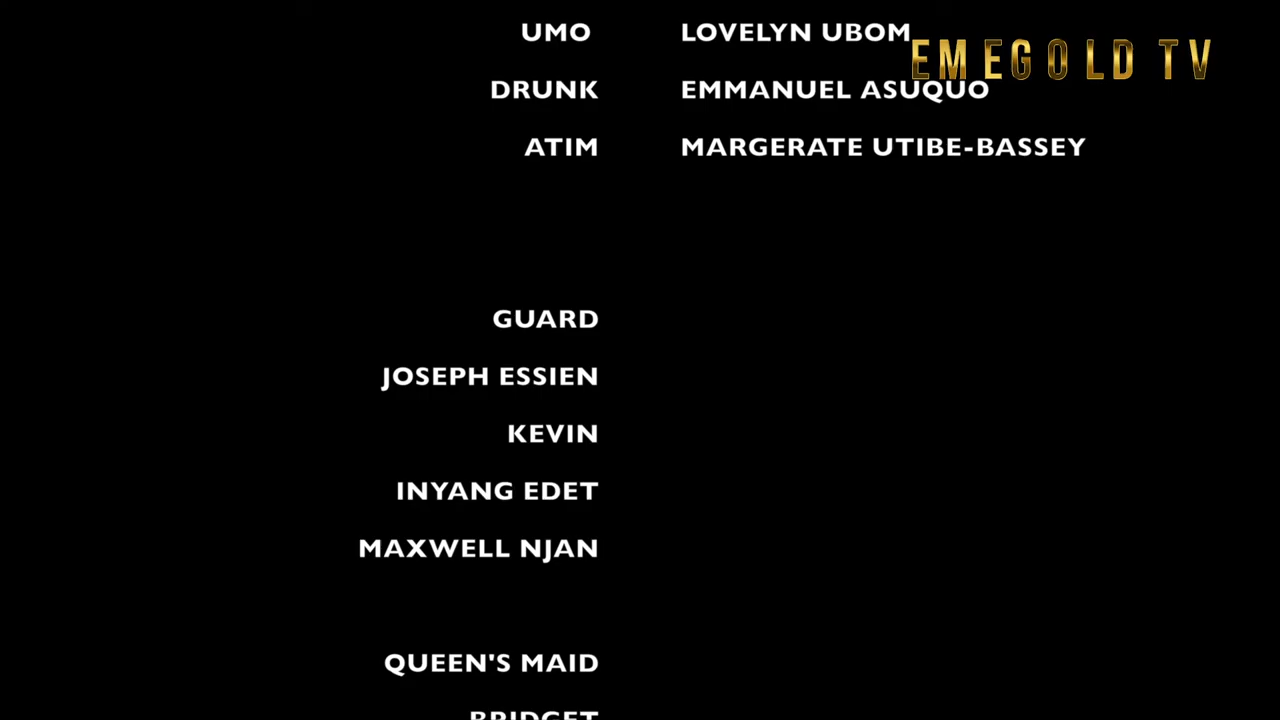 UMO LOVELYN UBOM
EMEGOLD TV
DRUNK EMMANUEL ASUQUO
ATIM MARGERATE UTIBE-BASSEY
GUARD
JOSEPH ESSIEN
KEVIN
INYANG EDET
MAXWELL NJAN
QUEEN'S MAID
BRIDGET